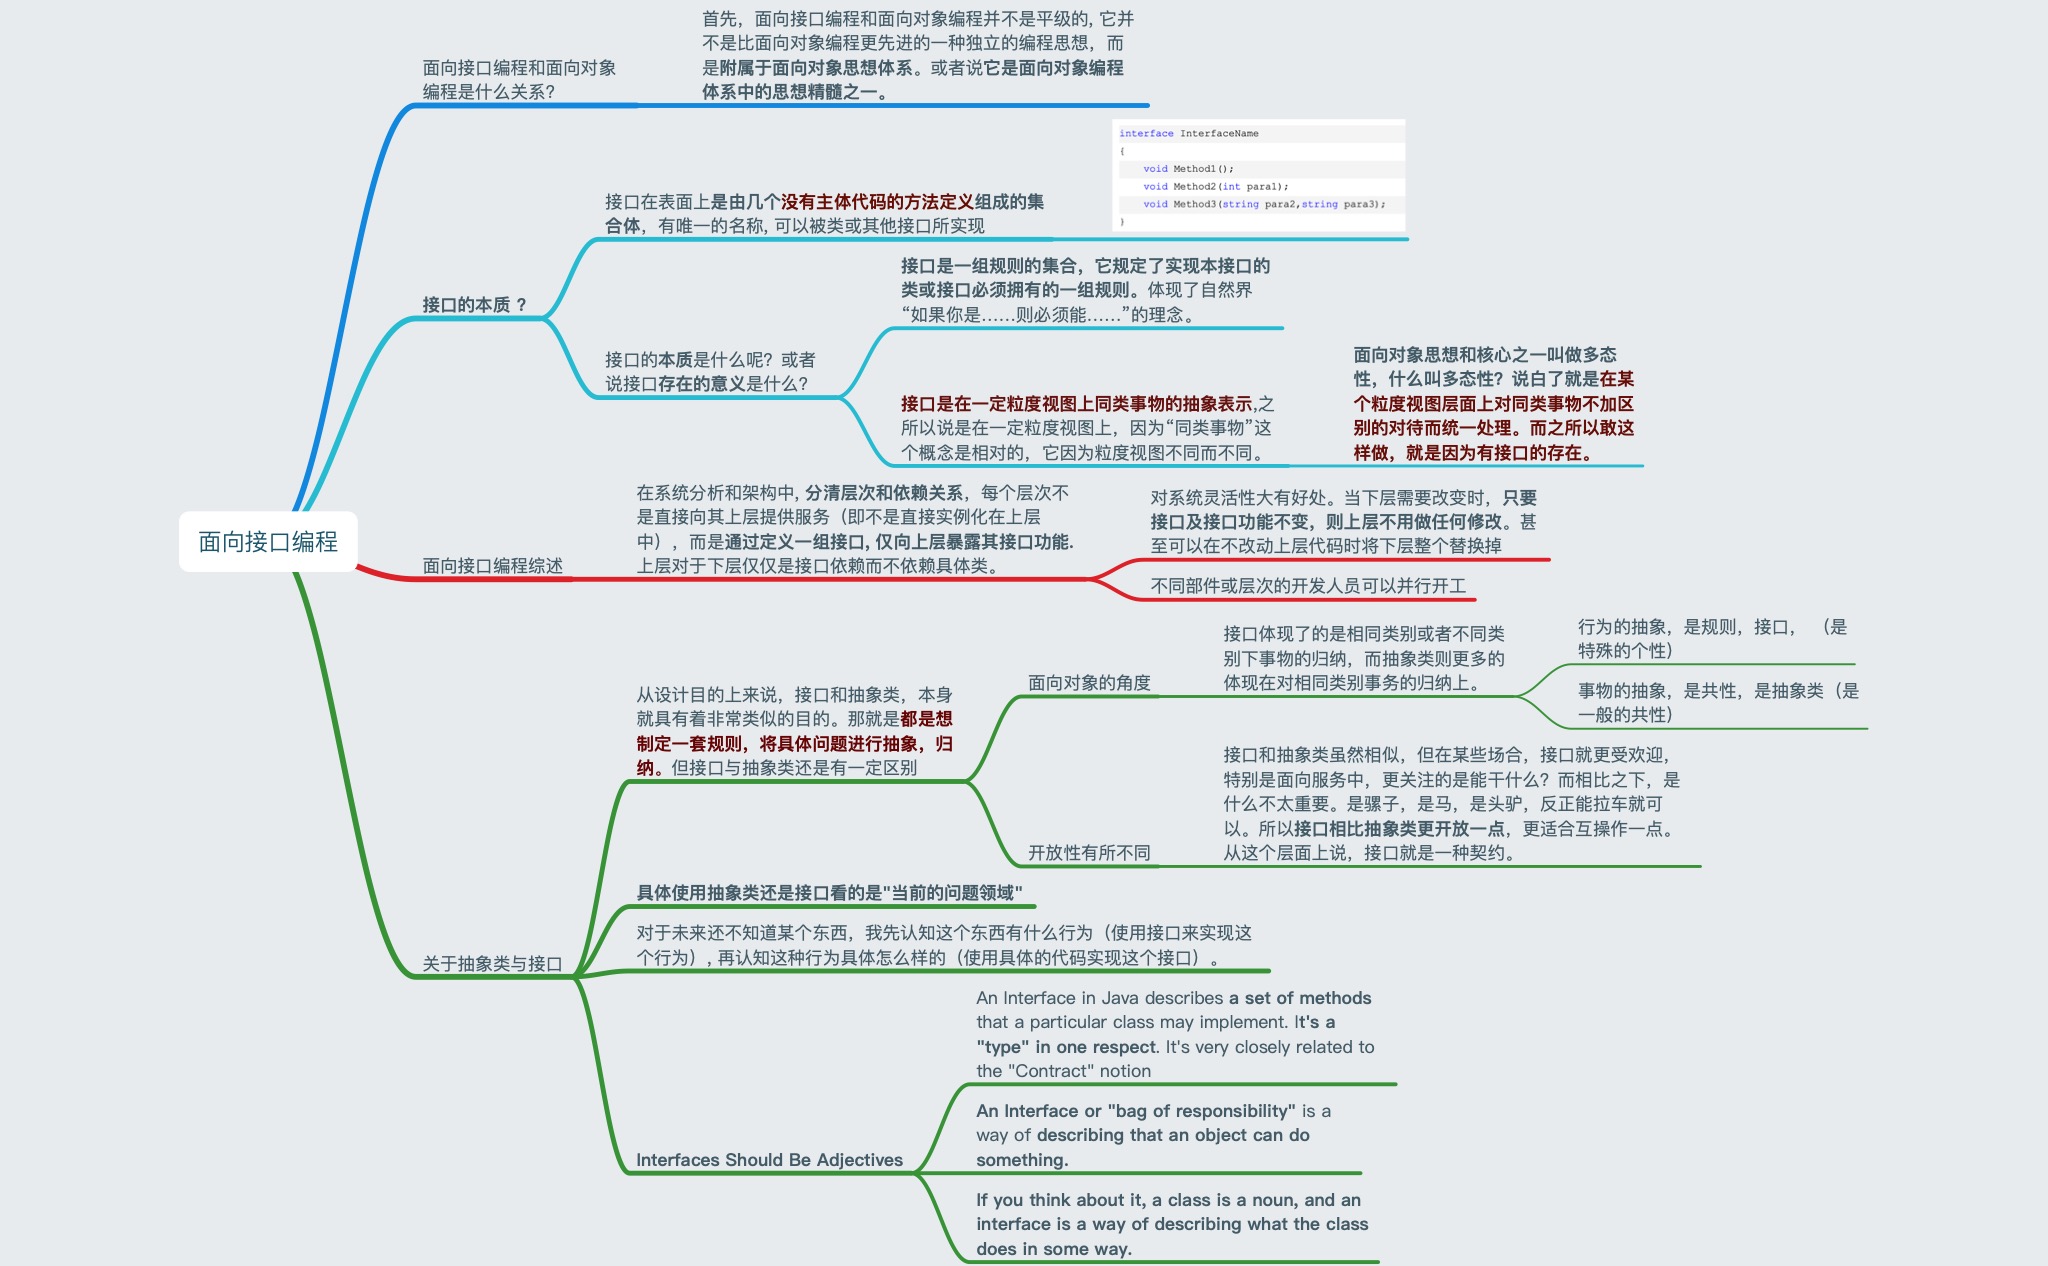 面向接口编程
面向接口编程和面向对象
编程是什么关系？
首先，面向接口编程和面向对象编程并不是平级的, 它并
不是比面向对象编程更先进的一种独立的编程思想，而
是附属于面向对象思想体系。或者说它是面向对象编程
体系中的思想精髓之一。
接口的本质 ？
接口在表面上是由几个没有主体代码的方法定义组成的集
合体，有唯一的名称, 可以被类或其他接口所实现
interface InterfaceName
{
void Method1();
void Method2(int para1);
void Method3(string para2,string para3);
}
接口的本质是什么呢？或者
说接口存在的意义是什么？
接口是一组规则的集合，它规定了实现本接口的
类或接口必须拥有的一组规则。体现了自然界
“如果你是……则必须能……”的理念。
接口是在一定粒度视图上同类事物的抽象表示,之
所以说是在一定粒度视图上，因为“同类事物”这
个概念是相对的，它因为粒度视图不同而不同。
面向对象思想和核心之一叫做多态
性，什么叫多态性？说白了就是在某
个粒度视图层面上对同类事物不加区
别的对待而统一处理。而之所以敢这
样做，就是因为有接口的存在。
面向接口编程综述
在系统分析和架构中, 分清层次和依赖关系，每个层次不
是直接向其上层提供服务（即不是直接实例化在上层
中），而是通过定义一组接口, 仅向上层暴露其接口功能.
上层对于下层仅仅是接口依赖而不依赖具体类。
对系统灵活性大有好处。当下层需要改变时，只要
接口及接口功能不变，则上层不用做任何修改。甚
至可以在不改动上层代码时将下层整个替换掉
不同部件或层次的开发人员可以并行开工
关于抽象类与接口
从设计目的上来说，接口和抽象类，本身
就具有着非常类似的目的。那就是都是想
制定一套规则，将具体问题进行抽象，归
纳。但接口与抽象类还是有一定区别
面向对象的角度
接口体现了的是相同类别或者不同类
别下事物的归纳，而抽象类则更多的
体现在对相同类别事务的归纳上。
行为的抽象，是规则，接口， （是
特殊的个性）
事物的抽象，是共性，是抽象类（是
一般的共性）
开放性有所不同
接口和抽象类虽然相似，但在某些场合，接口就更受欢迎，
特别是面向服务中，更关注的是能干什么？而相比之下，是
什么不太重要。是骡子，是马，是头驴，反正能拉车就可
以。所以接口相比抽象类更开放一点，更适合互操作一点。
从这个层面上说，接口就是一种契约。
具体使用抽象类还是接口看的是"当前的问题领域"
对于未来还不知道某个东西，我先认知这个东西有什么行为（使用接口来实现这
个行为）, 再认知这种行为具体怎么样的（使用具体的代码实现这个接口）。
Interfaces Should Be Adjectives
An Interface in Java describes a set of methods
that a particular class may implement. It's a
"type" in one respect. It's very closely related to
the "Contract" notion
An Interface or "bag of responsibility" is a
way of describing that an object can do
something.
If you think about it, a class is a noun, and an
interface is a way of describing what the class
does in some way.